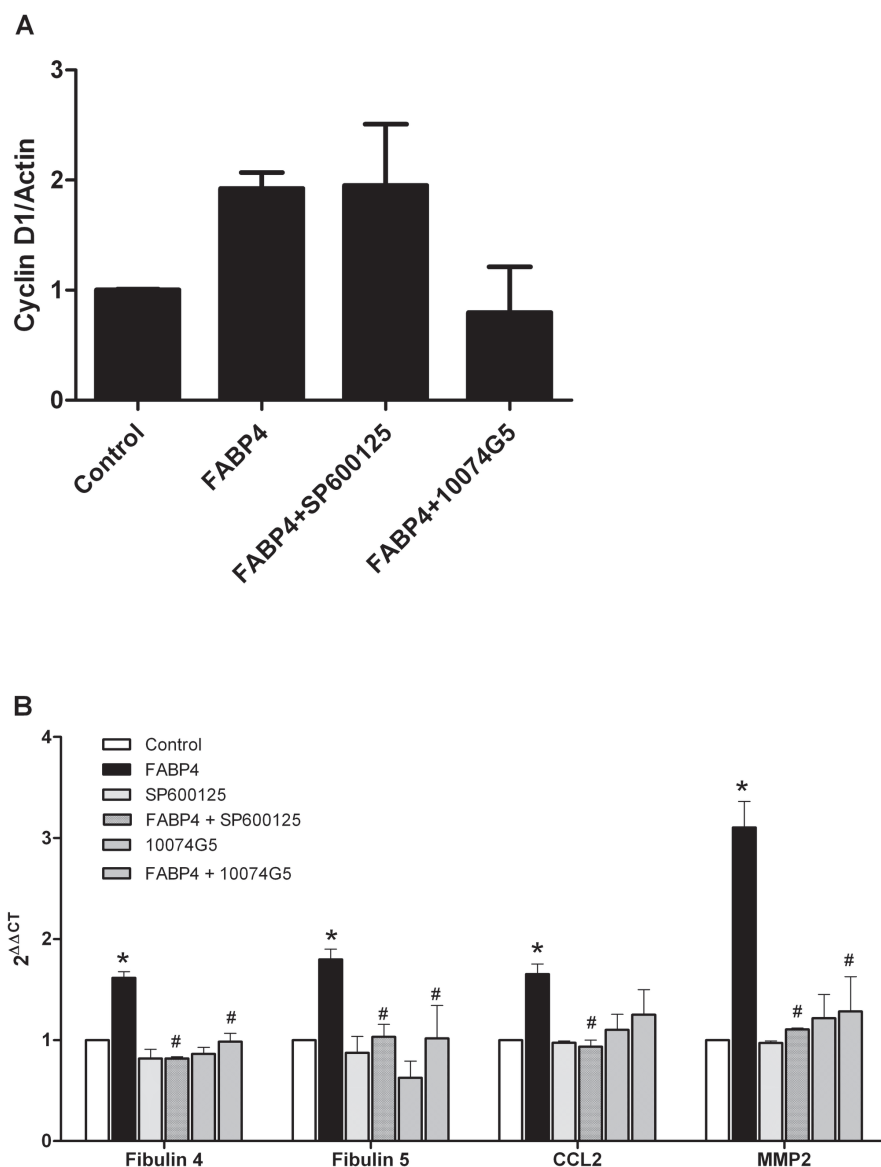 A
3
2
1
0
Cyclin D1/Actin
Control
FABP4
FABP4+SP600125
FABP4+10074G5
B
4
3
2
1
0
2ΔΔCT
Control
FABP4
SP600125
FABP4 + SP600125
10074G5
FABP4 + 10074G5
*
#
#
*
#
#
*
#
*
#
#
Fibulin 4
Fibulin 5
CCL2
MMP2